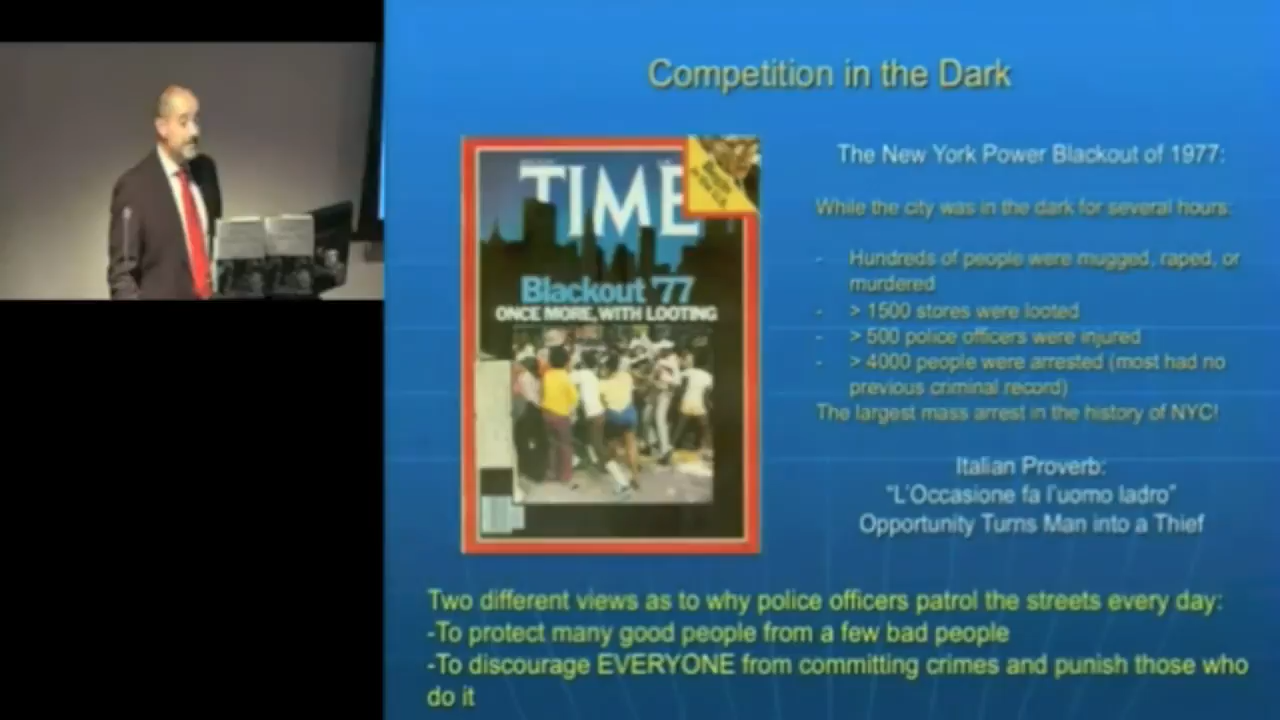 Competition in the Dark
TIME
Blackout '77
ONCE MORE, WITH LOOTING
The New York Power Blackout of 1977:
While the city was in the dark for several hours:
- Hundreds of people were mugged, raped, or
murdered
- > 1500 stores were looted
- > 500 police officers were injured
- > 4000 people were arrested (most had no
previous criminal record)
The largest mass arrest in the history of NYC!
Italian Proverb:
"L'Occasione fa l'uomo ladro"
Opportunity Turns Man into a Thief
Two different views as to why police officers patrol the streets every day:
-To protect many good people from a few bad people
-To discourage EVERYONE from committing crimes and punish those who
do it